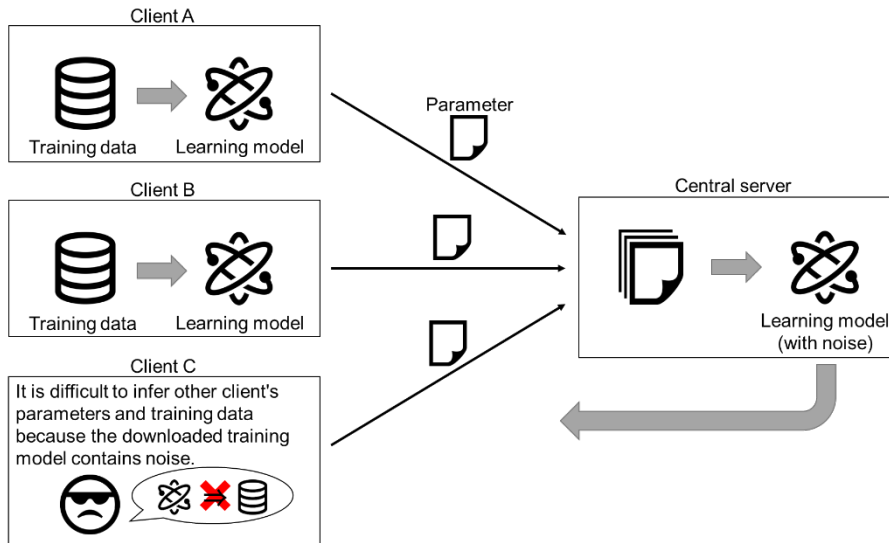 Client A
Training data
Learning model
Parameter
Client B
Training data
Learning model
Central server
Learning model
(with noise)
Client C
It is difficult to infer other client's
parameters and training data
because the downloaded training
model contains noise.